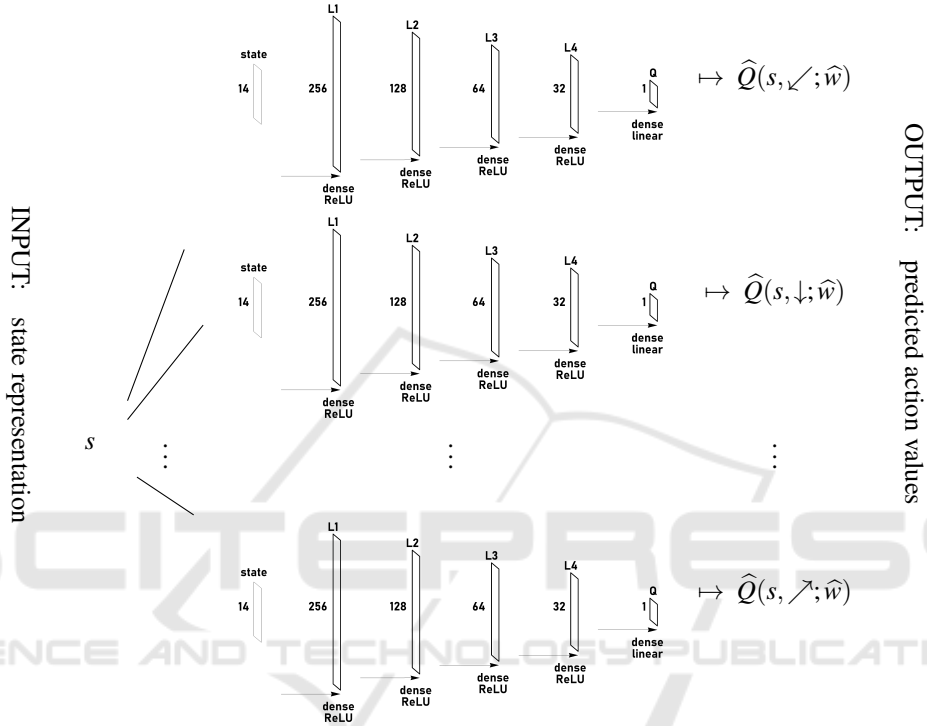 INPUT: state representation
s
state
14
L1
256
dense
ReLU
L2
128
dense
ReLU
L3
64
dense
ReLU
L4
32
dense
ReLU
Q
1
dense
linear
↦ Q̂(s,↙;ŵ)
state
14
L1
256
dense
ReLU
L2
128
dense
ReLU
L3
64
dense
ReLU
L4
32
dense
ReLU
Q
1
dense
linear
↦ Q̂(s,↓;ŵ)
⋮ ⋮ ⋮
state
14
L1
256
dense
ReLU
L2
128
dense
ReLU
L3
64
dense
ReLU
L4
32
dense
ReLU
Q
1
dense
linear
↦ Q̂(s,↗;ŵ)
OUTPUT: predicted action values
SCITEPRESS
ENCE AND TECHNOLOGY PUBLICATI